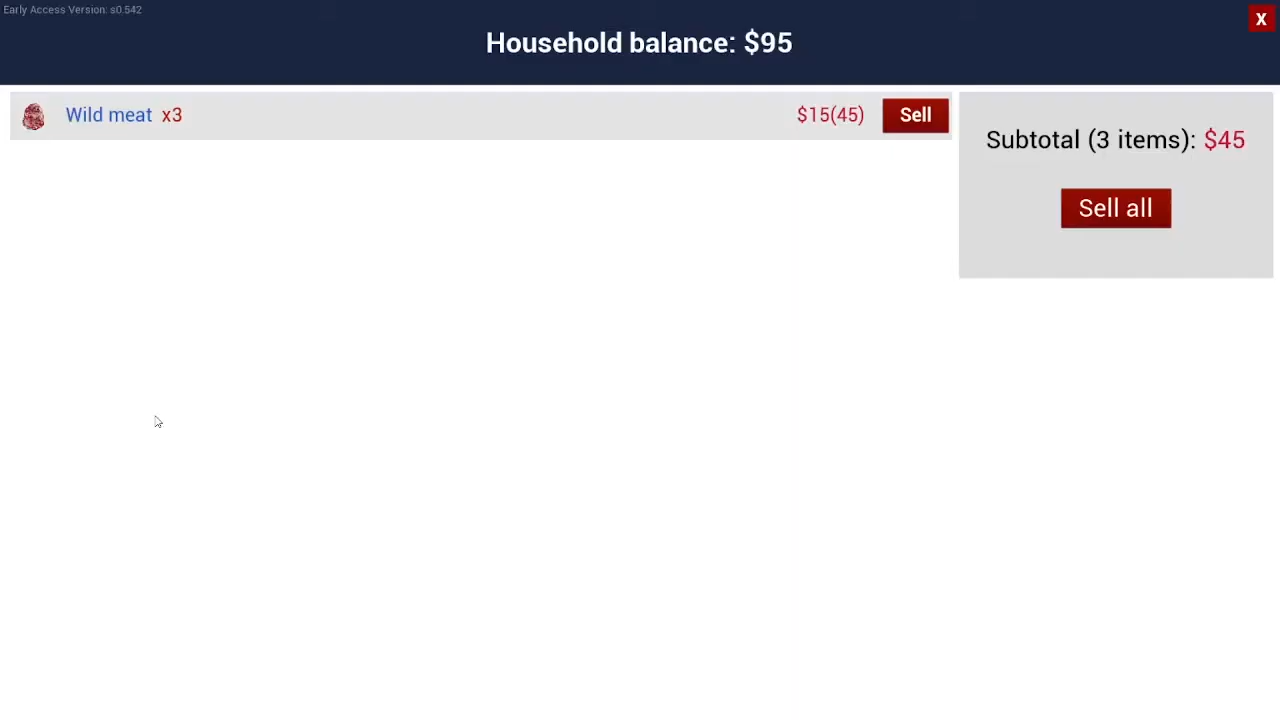 Early Access Version: s0.542
X
Household balance: $95
Wild meat x3 $15(45) Sell
Subtotal (3 items): $45
Sell all